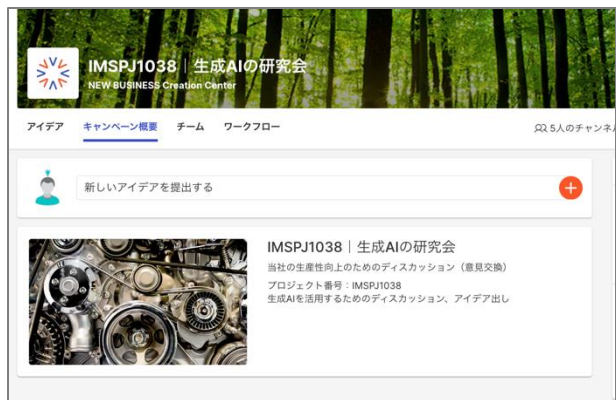 IMSPJ1038｜生成AIの研究会
NEW BUSINESS Creation Center
アイデア キャンペーン概要 チーム ワークフロー 5人のチャンネ
新しいアイデアを提出する
IMSPJ1038｜生成AIの研究会
当社の生産性向上のためのディスカッション（意見交換）
プロジェクト番号：IMSPJ1038
生成AIを活用するためのディスカッション、アイデア出し